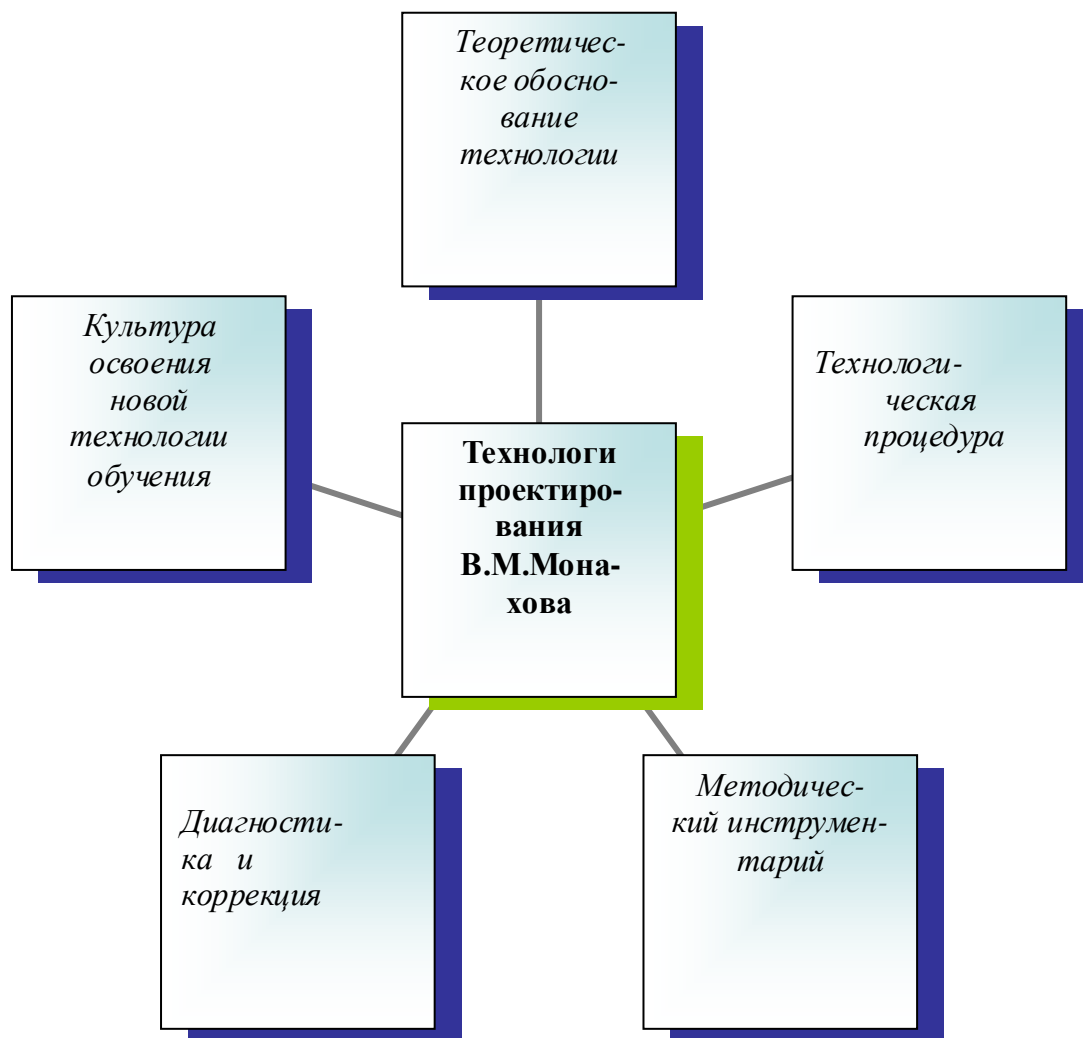 Теоретичес-
кое обосно-
вание
технологии
Культура
освоения
новой
технологии
обучения
Технологи-
ческая
процедура
Технологи
проектиро-
вания
В.М.Мона-
хова
Диагности-
ка и
коррекция
Методичес-
кий инструмен-
тарий